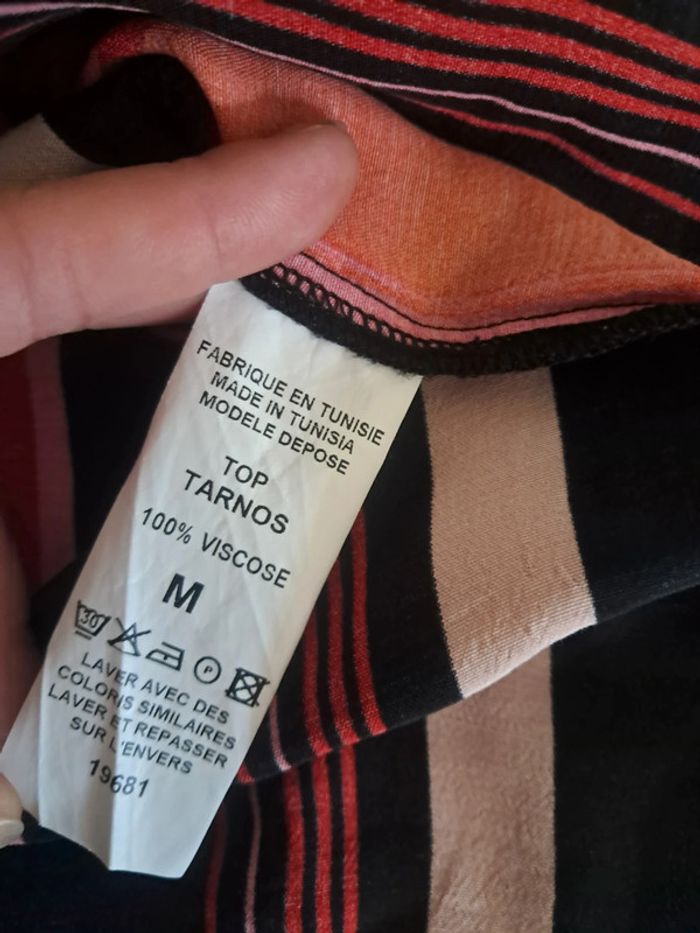 FABRIQUE EN TUNISIE
MADE IN TUNISIA
MODELE DEPOSE
TOP
TARNOS
100% VISCOSE
M
30 P
LAVER AVEC DES
COLORIS SIMILAIRES
LAVER ET REPASSER
SUR L'ENVERS
19681